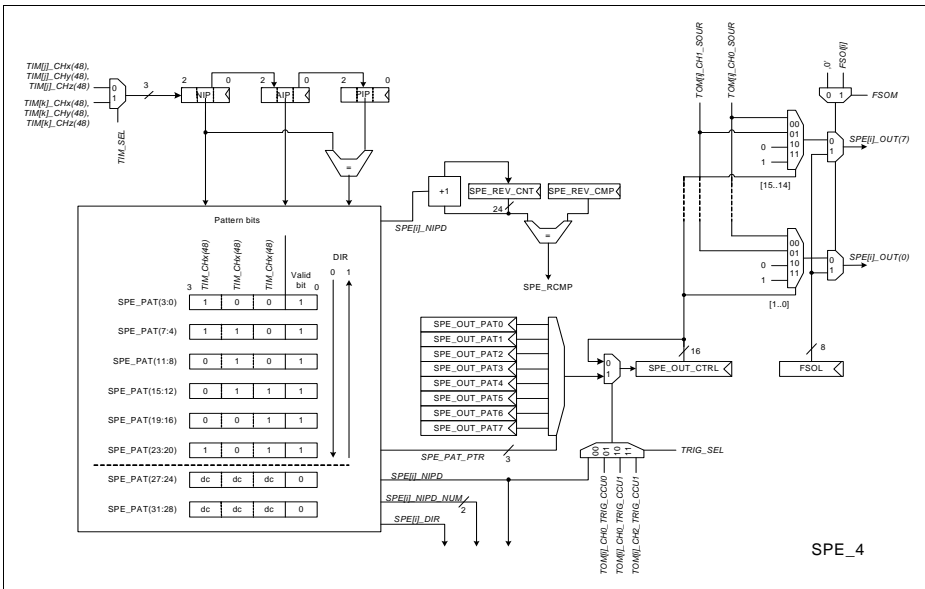 TIM[j]_CHx(48),
TIM[j]_CHy(48),
TIM[j]_CHz(48)
TIM[k]_CHx(48),
TIM[k]_CHy(48),
TIM[k]_CHz(48)
0
1
TIM_SEL
3
2 0
NIP
2 0
AIP
2 0
PIP
=
Pattern bits
TIM_CHx(48)
TIM_CHx(48)
TIM_CHx(48)
Valid
bit
3 0
DIR
0 1
SPE_PAT(3:0) 1 0 0 1
SPE_PAT(7:4) 1 1 0 1
SPE_PAT(11:8) 0 1 0 1
SPE_PAT(15:12) 0 1 1 1
SPE_PAT(19:16) 0 0 1 1
SPE_PAT(23:20) 1 0 1 1
SPE_PAT(27:24) dc dc dc 0
SPE_PAT(31:28) dc dc dc 0
SPE[i]_NIPD
+1
SPE_REV_CNT
SPE_REV_CMP
24
=
SPE_RCMP
SPE_OUT_PAT0
SPE_OUT_PAT1
SPE_OUT_PAT2
SPE_OUT_PAT3
SPE_OUT_PAT4
SPE_OUT_PAT5
SPE_OUT_PAT6
SPE_OUT_PAT7
SPE_PAT_PTR
3
SPE[i]_NIPD
SPE[i]_NIPD_NUM
2
SPE[i]_DIR
0
1
SPE_OUT_CTRL
16
00 01 10 11
TRIG_SEL
TOM[i]_CH0_TRIG_CCU0
TOM[i]_CH0_TRIG_CCU1
TOM[i]_CH1_TRIG_CCU1
TOM[i]_CH2_TRIG_CCU1
TOM[i]_CH1_SOUR
TOM[i]_CH0_SOUR
00
01
10
11
0
1
[15..14]
00
01
10
11
0
1
[1..0]
‚0'
FSOI[i]
0 1
FSOM
0
1
SPE[i]_OUT(7)
0
1
SPE[i]_OUT(0)
8
FSOL
SPE_4